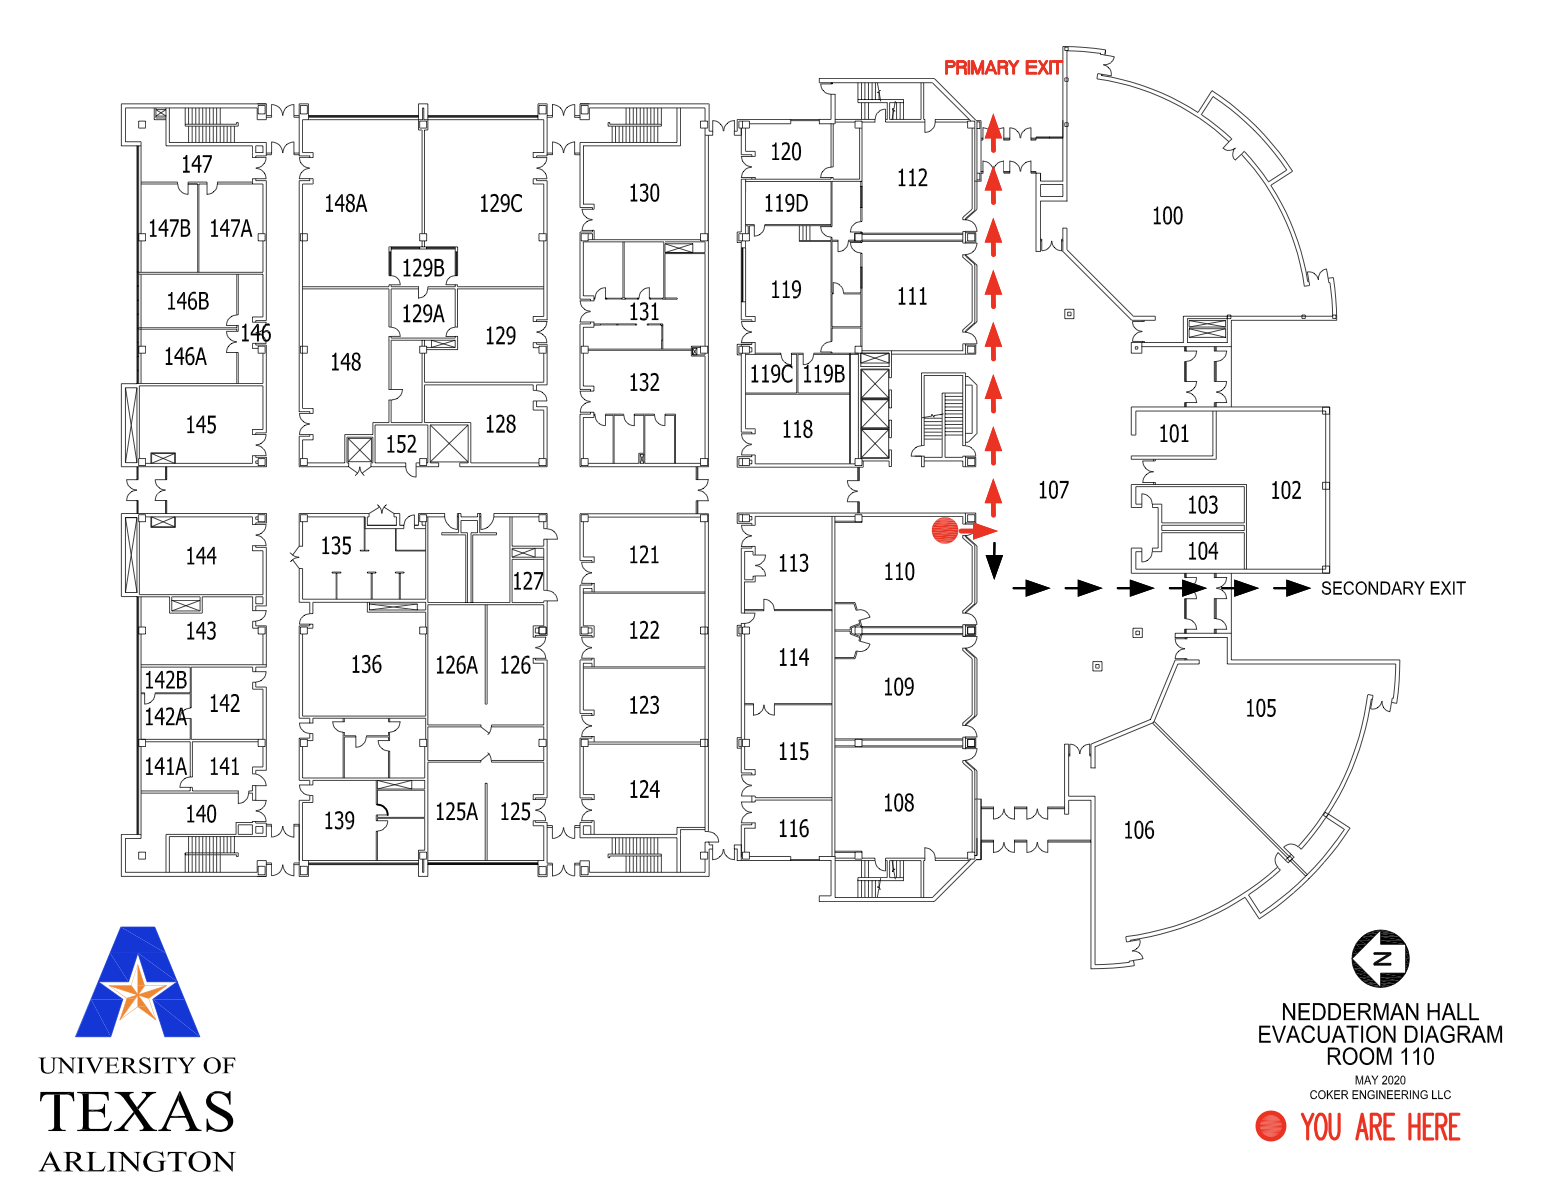 PRIMARY EXIT
120
147
112
130
148A
129C
119D
100
147B
147A
129B
119
111
146B
129A
131
146
129
146A
148
119C
119B
132
145
128
118
101
152
107
102
103
135
121
104
144
113
110
127
SECONDARY EXIT
143
122
136
126A
126
114
142B
109
142
123
105
142A
115
141A
141
124
108
140
125A
125
139
116
106
N
NEDDERMAN HALL
EVACUATION DIAGRAM
ROOM 110
MAY 2020
COKER ENGINEERING LLC
YOU ARE HERE
UNIVERSITY OF
TEXAS
ARLINGTON